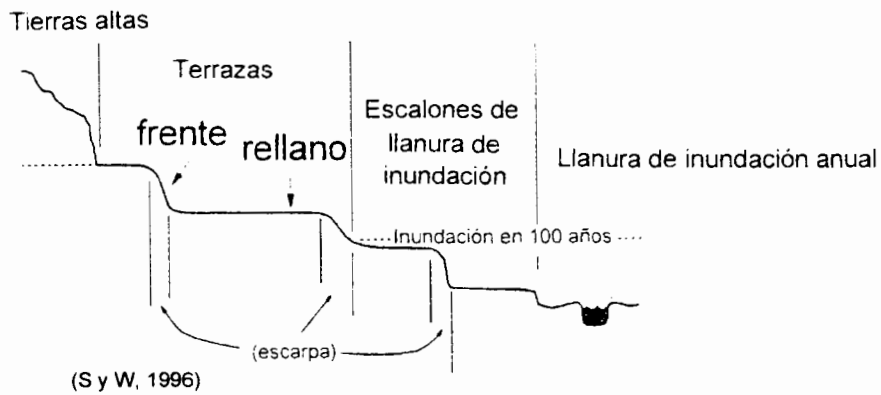 Tierras altas
Terrazas
frente
rellano
Escalones de
llanura de
inundación
Llanura de inundación anual
Inundación en 100 años
(escarpa)
(S y W, 1996)